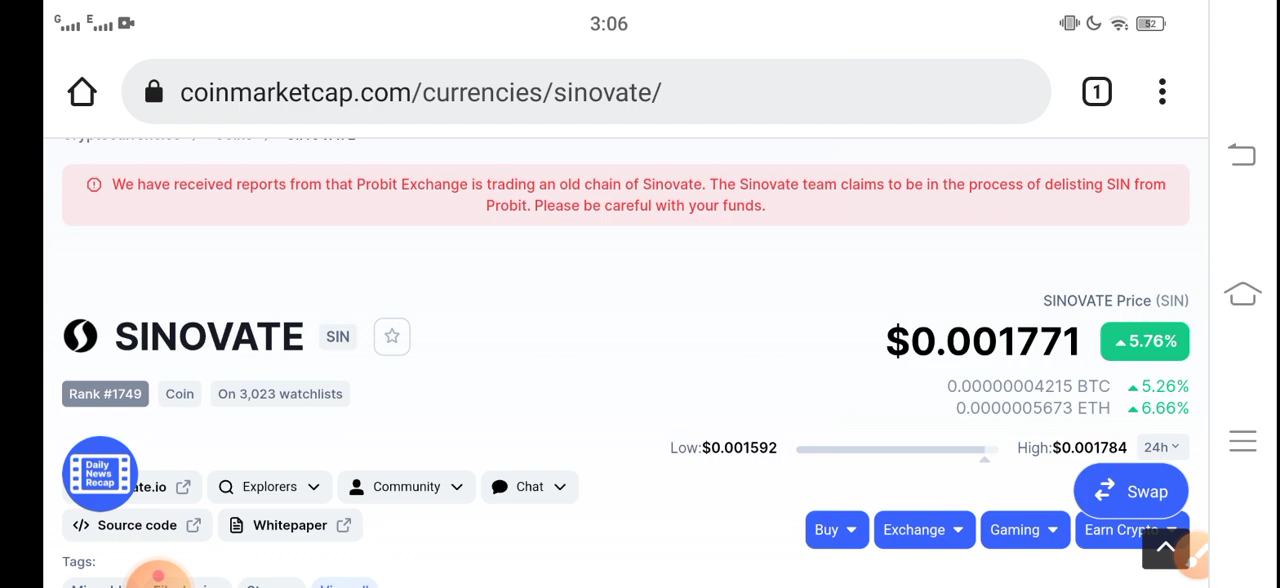 G E 3:06 52
coinmarketcap.com/currencies/sinovate/ 1
We have received reports from that Probit Exchange is trading an old chain of Sinovate. The Sinovate team claims to be in the process of delisting SIN from
Probit. Please be careful with your funds.
SINOVATE Price (SIN)
SINOVATE SIN $0.001771 5.76%
Rank #1749 Coin On 3,023 watchlists 0.00000004215 BTC 5.26%
0.0000005673 ETH 6.66%
Low:$0.001592 High:$0.001784 24h
Daily
News
Recap
ate.io Explorers Community Chat Swap
Source code Whitepaper Buy Exchange Gaming Earn Crypto
Tags: